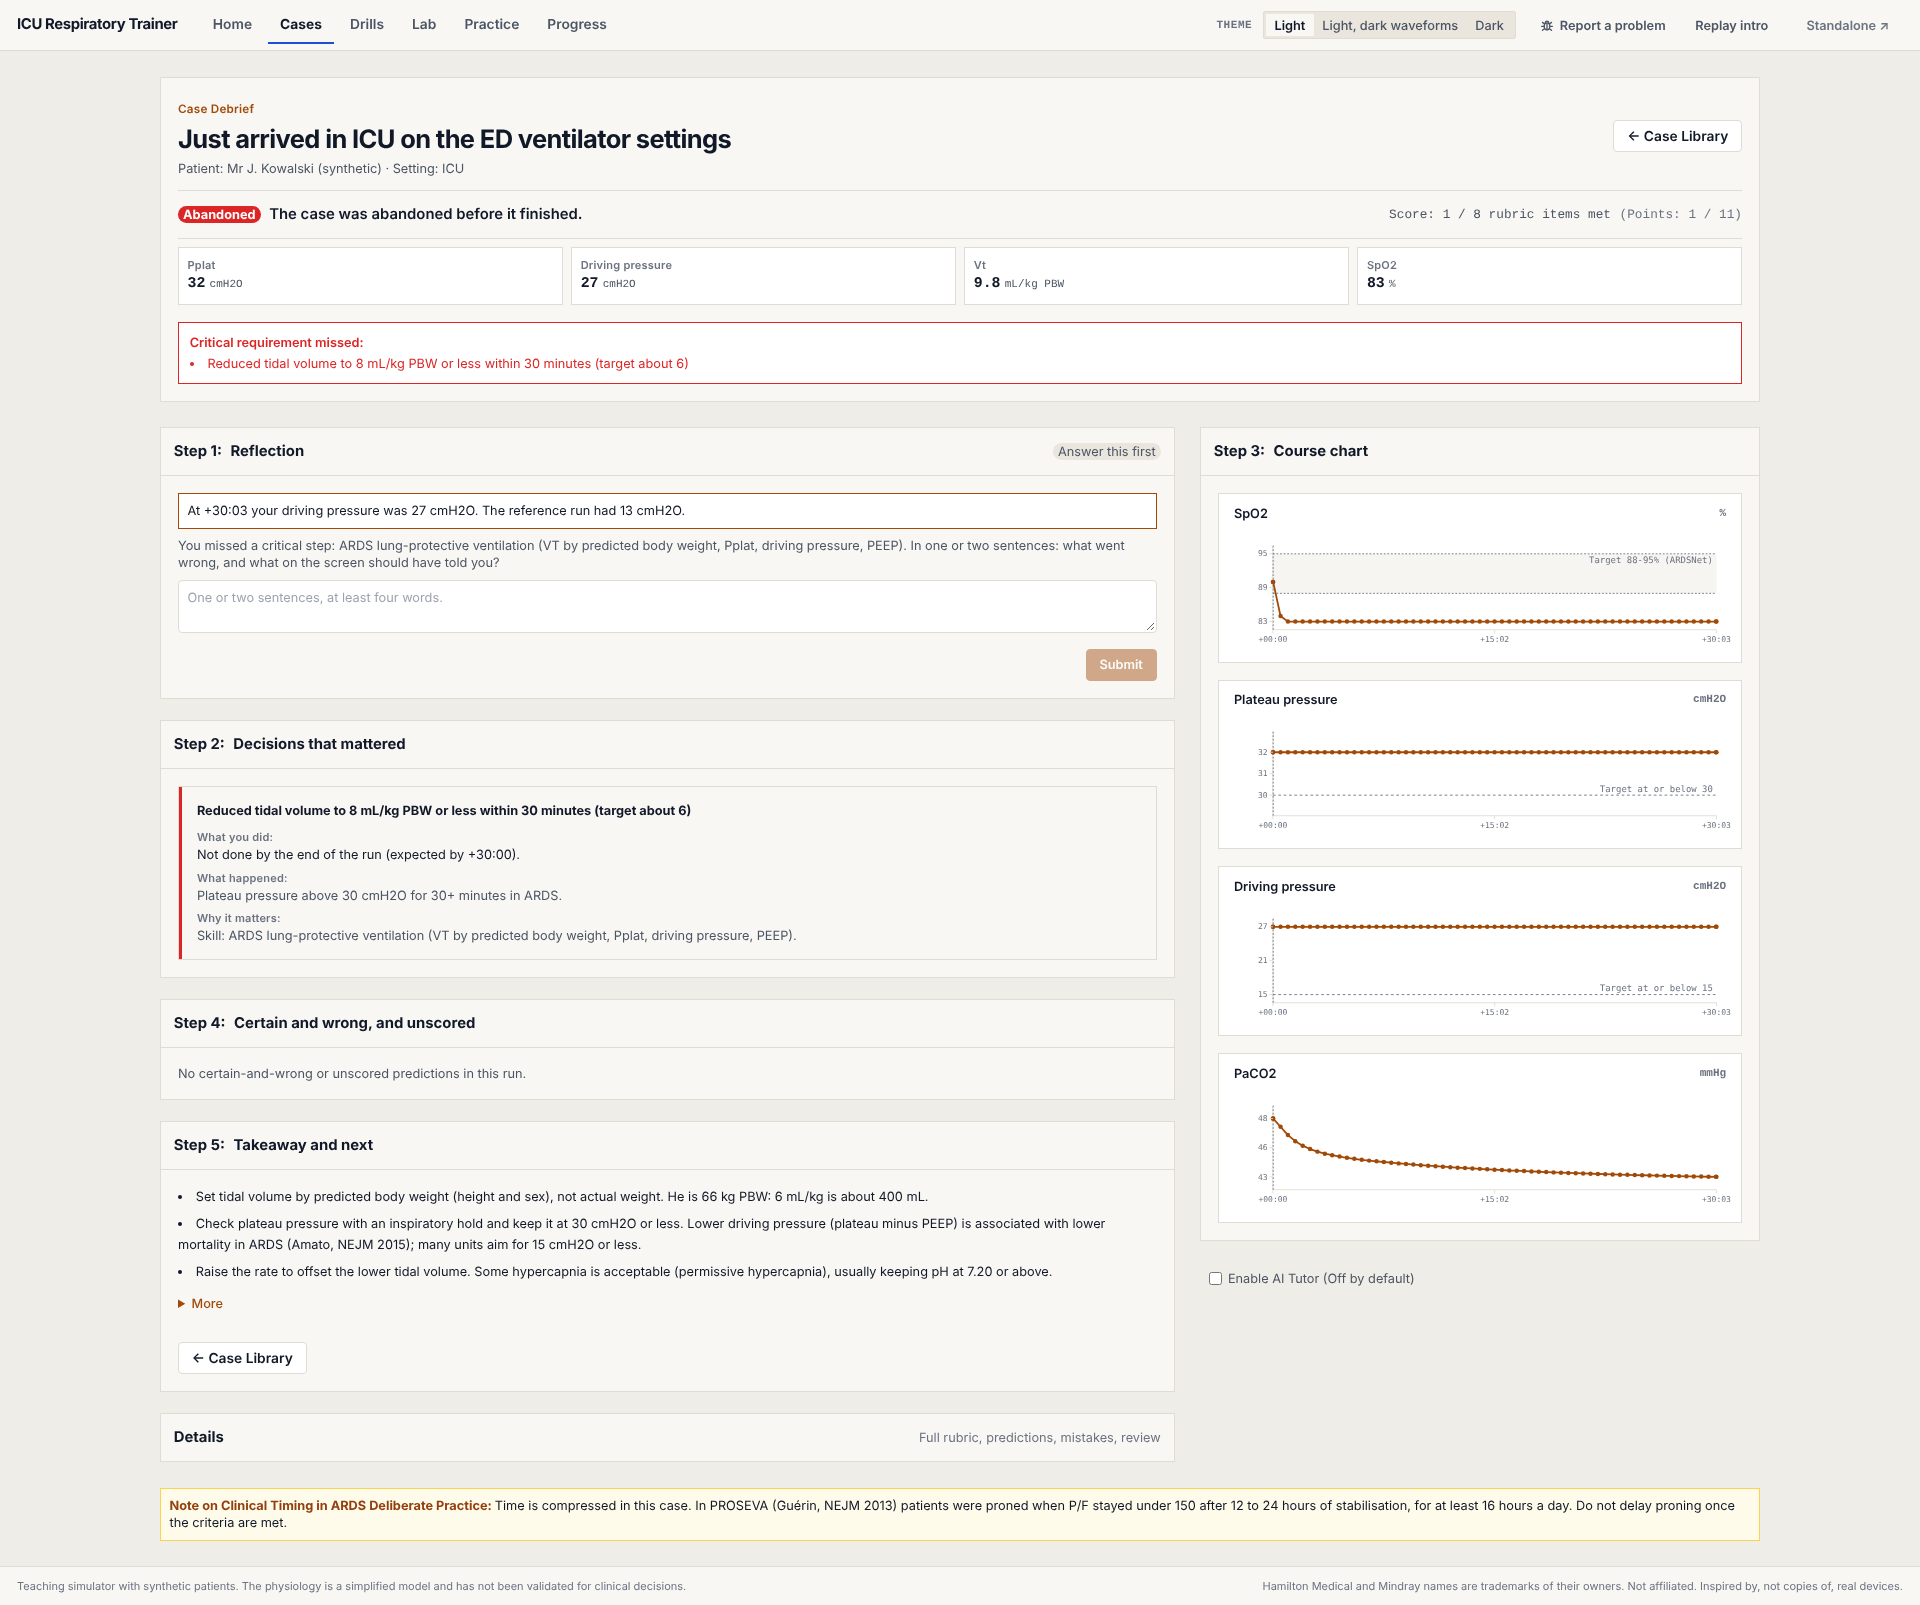 ICU Respiratory Trainer
Home
Cases
Drills
Lab
Practice
Progress
THEME
Light
Light, dark waveforms
Dark
Report a problem
Replay intro
Standalone ↗
Case Debrief
Just arrived in ICU on the ED ventilator settings
← Case Library
Patient: Mr J. Kowalski (synthetic) · Setting: ICU
Abandoned The case was abandoned before it finished.
Score: 1 / 8 rubric items met (Points: 1 / 11)
Pplat
32 cmH2O
Driving pressure
27 cmH2O
Vt
9.8 mL/kg PBW
SpO2
83 %
Critical requirement missed:
• Reduced tidal volume to 8 mL/kg PBW or less within 30 minutes (target about 6)
Step 1: Reflection
Answer this first
At +30:03 your driving pressure was 27 cmH2O. The reference run had 13 cmH2O.
You missed a critical step: ARDS lung-protective ventilation (VT by predicted body weight, Pplat, driving pressure, PEEP). In one or two sentences: what went
wrong, and what on the screen should have told you?
One or two sentences, at least four words.
Submit
Step 2: Decisions that mattered
Reduced tidal volume to 8 mL/kg PBW or less within 30 minutes (target about 6)
What you did:
Not done by the end of the run (expected by +30:00).
What happened:
Plateau pressure above 30 cmH2O for 30+ minutes in ARDS.
Why it matters:
Skill: ARDS lung-protective ventilation (VT by predicted body weight, Pplat, driving pressure, PEEP).
Step 4: Certain and wrong, and unscored
No certain-and-wrong or unscored predictions in this run.
Step 5: Takeaway and next
• Set tidal volume by predicted body weight (height and sex), not actual weight. He is 66 kg PBW: 6 mL/kg is about 400 mL.
• Check plateau pressure with an inspiratory hold and keep it at 30 cmH2O or less. Lower driving pressure (plateau minus PEEP) is associated with lower
mortality in ARDS (Amato, NEJM 2015); many units aim for 15 cmH2O or less.
• Raise the rate to offset the lower tidal volume. Some hypercapnia is acceptable (permissive hypercapnia), usually keeping pH at 7.20 or above.
▶ More
← Case Library
Details
Full rubric, predictions, mistakes, review
Step 3: Course chart
SpO2
%
95
89
83
Target 88-95% (ARDSNet)
+00:00
+15:02
+30:03
Plateau pressure
cmH2O
32
31
30
Target at or below 30
+00:00
+15:02
+30:03
Driving pressure
cmH2O
27
21
15
Target at or below 15
+00:00
+15:02
+30:03
PaCO2
mmHg
48
46
43
+00:00
+15:02
+30:03
Enable AI Tutor (Off by default)
Note on Clinical Timing in ARDS Deliberate Practice: Time is compressed in this case. In PROSEVA (Guérin, NEJM 2013) patients were proned when P/F stayed under 150 after 12 to 24 hours of stabilisation, for at least 16 hours a day. Do not delay proning once
the criteria are met.
Teaching simulator with synthetic patients. The physiology is a simplified model and has not been validated for clinical decisions.
Hamilton Medical and Mindray names are trademarks of their owners. Not affiliated. Inspired by, not copies of, real devices.